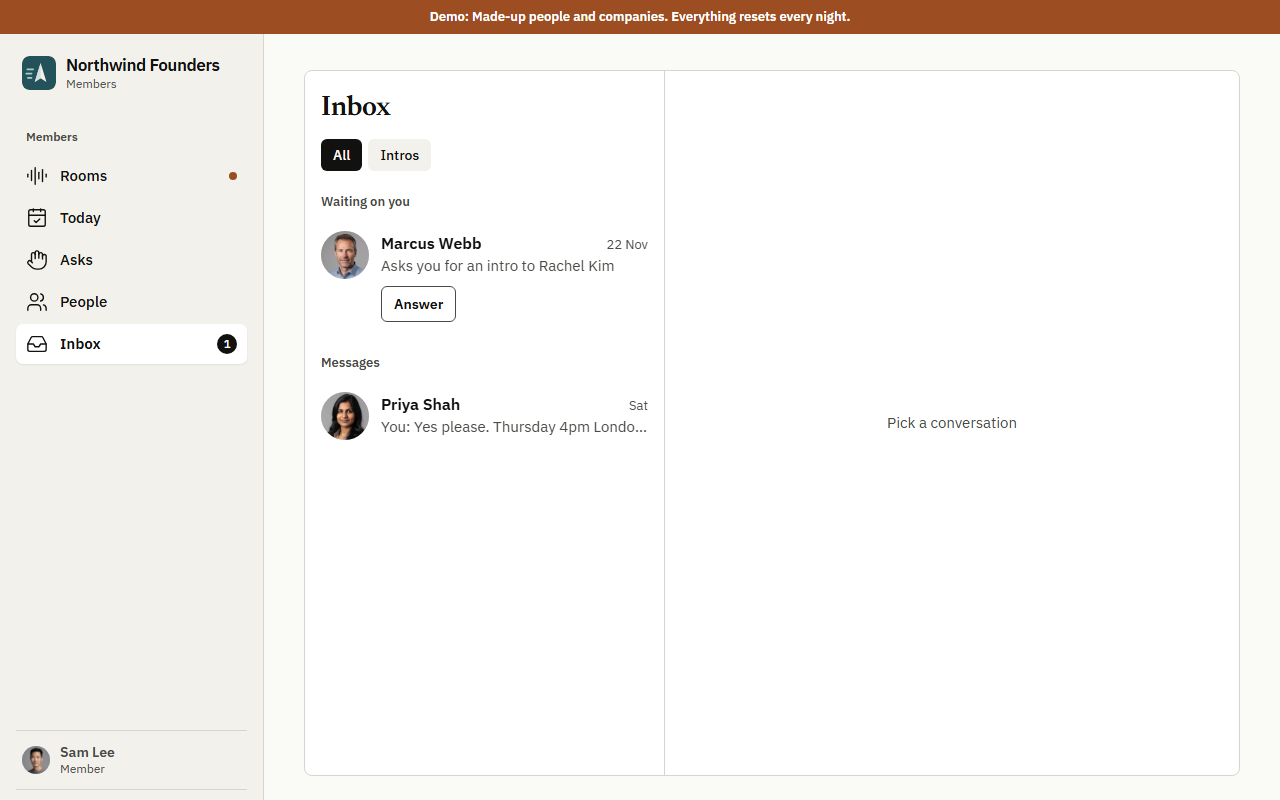 Demo: Made-up people and companies. Everything resets every night.
Northwind Founders
Members
Members
Rooms
Today
Asks
People
Inbox 1
Sam Lee
Member
Inbox
All Intros
Waiting on you
Marcus Webb 22 Nov
Asks you for an intro to Rachel Kim
Answer
Messages
Priya Shah Sat
You: Yes please. Thursday 4pm Londo...
Pick a conversation